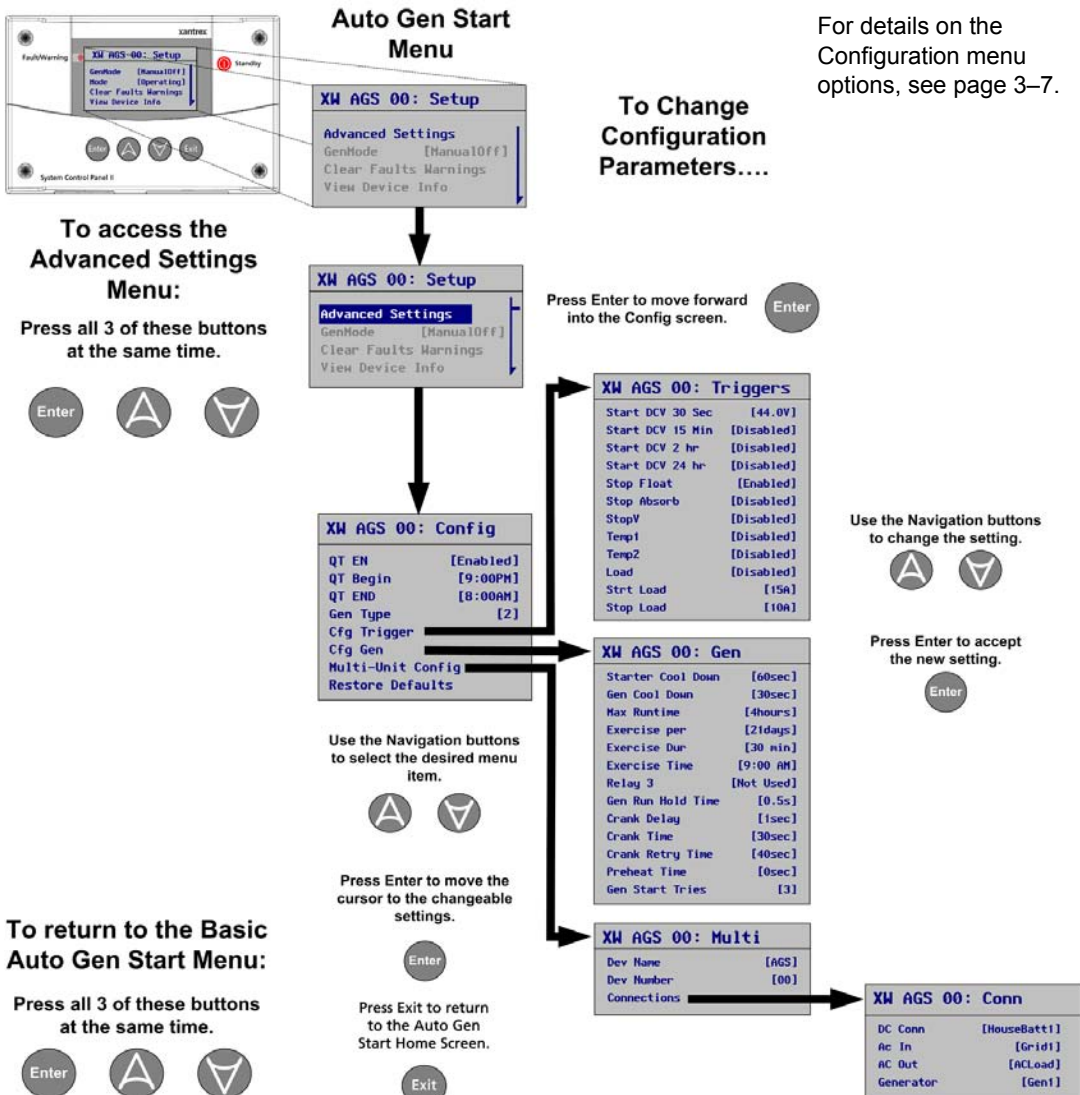 Auto Gen Start
Menu
For details on the
Configuration menu
options, see page 3–7.
xantrex
Fault/Warning
Standby
XW AGS 00: Setup
GenMode [ManualOff]
Mode [Operating]
Clear Faults Warnings
View Device Info
Enter
Exit
System Control Panel II
XW AGS 00: Setup
Advanced Settings
GenMode [ManualOff]
Clear Faults Warnings
View Device Info
To Change
Configuration
Parameters....
To access the
Advanced Settings
Menu:
Press all 3 of these buttons
at the same time.
Enter
XW AGS 00: Setup
Advanced Settings
GenMode [ManualOff]
Clear Faults Warnings
View Device Info
Press Enter to move forward
into the Config screen.
Enter
XW AGS 00: Triggers
Start DCV 30 Sec [44.0V]
Start DCV 15 Min [Disabled]
Start DCV 2 hr [Disabled]
Start DCV 24 hr [Disabled]
Stop Float [Enabled]
Stop Absorb [Disabled]
StopV [Disabled]
Temp1 [Disabled]
Temp2 [Disabled]
Load [Disabled]
Strt Load [15A]
Stop Load [10A]
Use the Navigation buttons
to change the setting.
Press Enter to accept
the new setting.
Enter
XW AGS 00: Config
QT EN [Enabled]
QT Begin [9:00PM]
QT END [8:00AM]
Gen Type [2]
Cfg Trigger
Cfg Gen
Multi-Unit Config
Restore Defaults
XW AGS 00: Gen
Starter Cool Down [60sec]
Gen Cool Down [30sec]
Max Runtime [4hours]
Exercise per [21days]
Exercise Dur [30 min]
Exercise Time [9:00 AM]
Relay 3 [Not Used]
Gen Run Hold Time [0.5s]
Crank Delay [1sec]
Crank Time [30sec]
Crank Retry Time [40sec]
Preheat Time [0sec]
Gen Start Tries [3]
Use the Navigation buttons
to select the desired menu
item.
Press Enter to move the
cursor to the changeable
settings.
Enter
Press Exit to return
to the Auto Gen
Start Home Screen.
Exit
To return to the Basic
Auto Gen Start Menu:
Press all 3 of these buttons
at the same time.
Enter
XW AGS 00: Multi
Dev Name [AGS]
Dev Number [00]
Connections
XW AGS 00: Conn
DC Conn [HouseBatt1]
Ac In [Grid1]
AC Out [ACLoad]
Generator [Gen1]